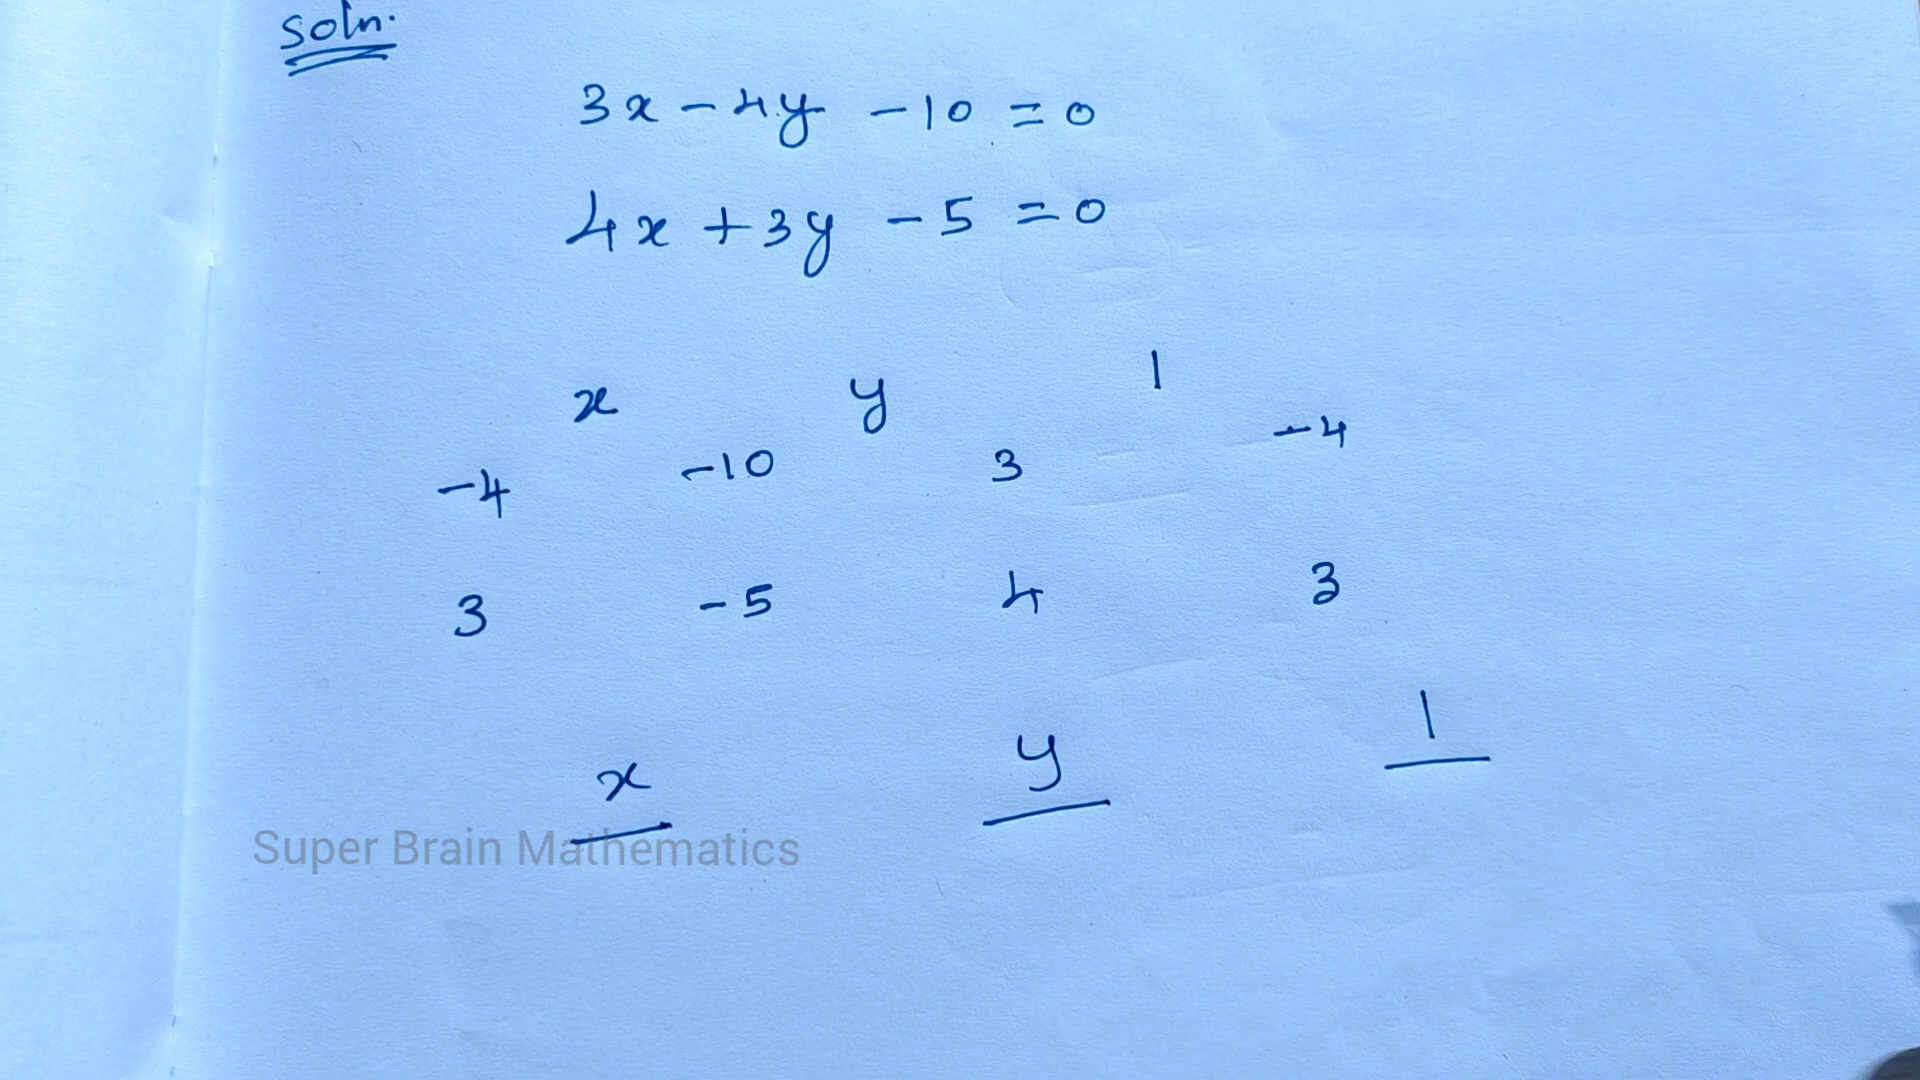 Soln.
3x - 4y - 10 = 0
4x + 3y - 5 = 0
x y 1
-4 -10 3 -4
3 -5 4 3
x y 1
Super Brain Mathematics